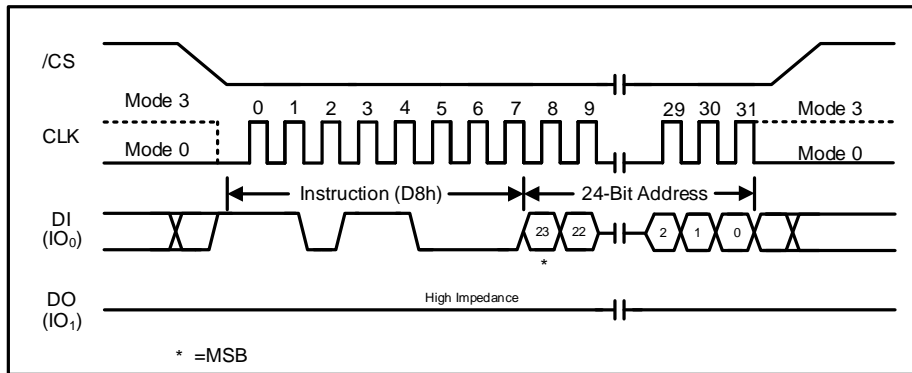 /CS
Mode 3 0 1 2 3 4 5 6 7 8 9 29 30 31 Mode 3
CLK
Mode 0 Mode 0
Instruction (D8h) 24-Bit Address
DI
(IO0) 23 22 2 1 0
*
DO High Impedance
(IO1)
* =MSB